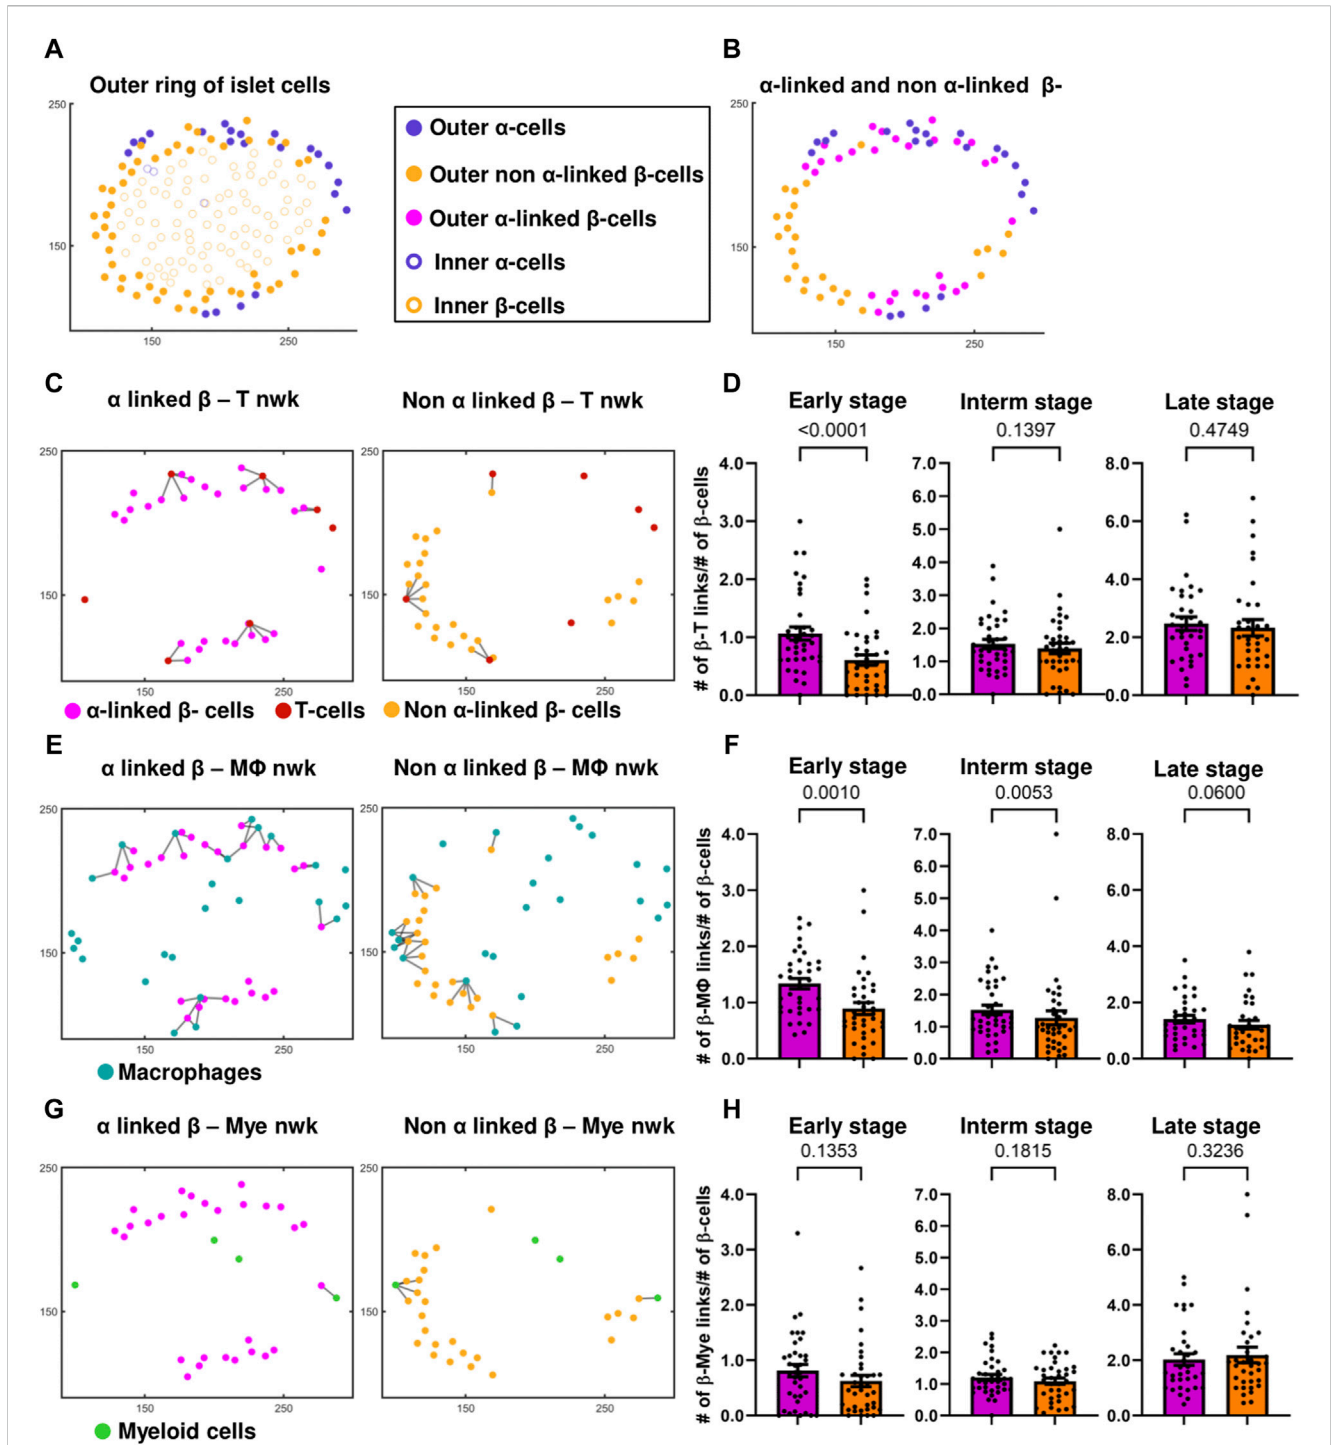 A
B
Outer ring of islet cells
α-linked and non α-linked β-
250
150
150
250
Outer α-cells
Outer non α-linked β-cells
Outer α-linked β-cells
Inner α-cells
Inner β-cells
250
150
150
250
C
α linked β – T nwk
Non α linked β – T nwk
250
150
150
250
250
150
150
250
α-linked β- cells
T-cells
Non α-linked β- cells
D
Early stage
Interm stage
Late stage
<0.0001
0.1397
0.4749
# of β-T links/# of β-cells
4.0
3.0
2.0
1.0
0.0
7.0
6.0
5.0
4.0
3.0
2.0
1.0
0.0
8.0
6.0
4.0
2.0
0.0
E
α linked β – MΦ nwk
Non α linked β – MΦ nwk
250
150
150
250
250
150
150
250
Macrophages
F
Early stage
Interm stage
Late stage
0.0010
0.0053
0.0600
# of β-MΦ links/# of β-cells
4.0
3.0
2.0
1.0
0.0
7.0
6.0
5.0
4.0
3.0
2.0
1.0
0.0
8.0
6.0
4.0
2.0
0.0
G
α linked β – Mye nwk
Non α linked β – Mye nwk
250
150
150
250
250
150
150
250
Myeloid cells
H
Early stage
Interm stage
Late stage
0.1353
0.1815
0.3236
# of β-Mye links/# of β-cells
4.0
3.0
2.0
1.0
0.0
7.0
6.0
5.0
4.0
3.0
2.0
1.0
0.0
8.0
6.0
4.0
2.0
0.0